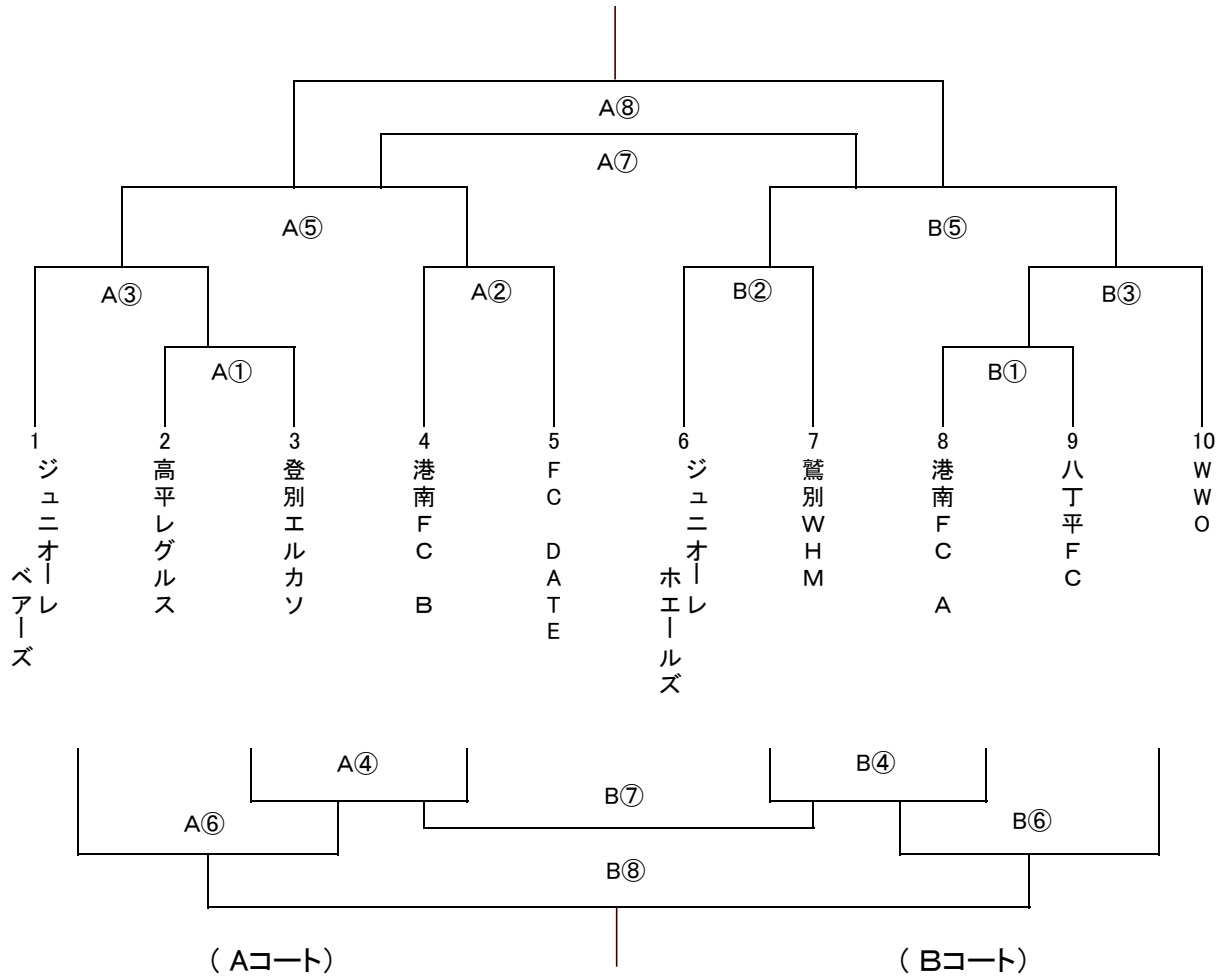 A⑧
A⑦
A⑤
B⑤
A③
A②
B②
B③
A①
B①
1
ジュニオーレ
ベアーズ
2
高平レグルス
3
登別エルカソ
4
港南FC B
5
FC DATE
6
ジュニオーレ
ホエールズ
7
鷲別WHM
8
港南FC A
9
八丁平FC
10
WWO
A④
B④
B⑦
A⑥
B⑥
B⑧
（ Aコート）
（ Bコート）